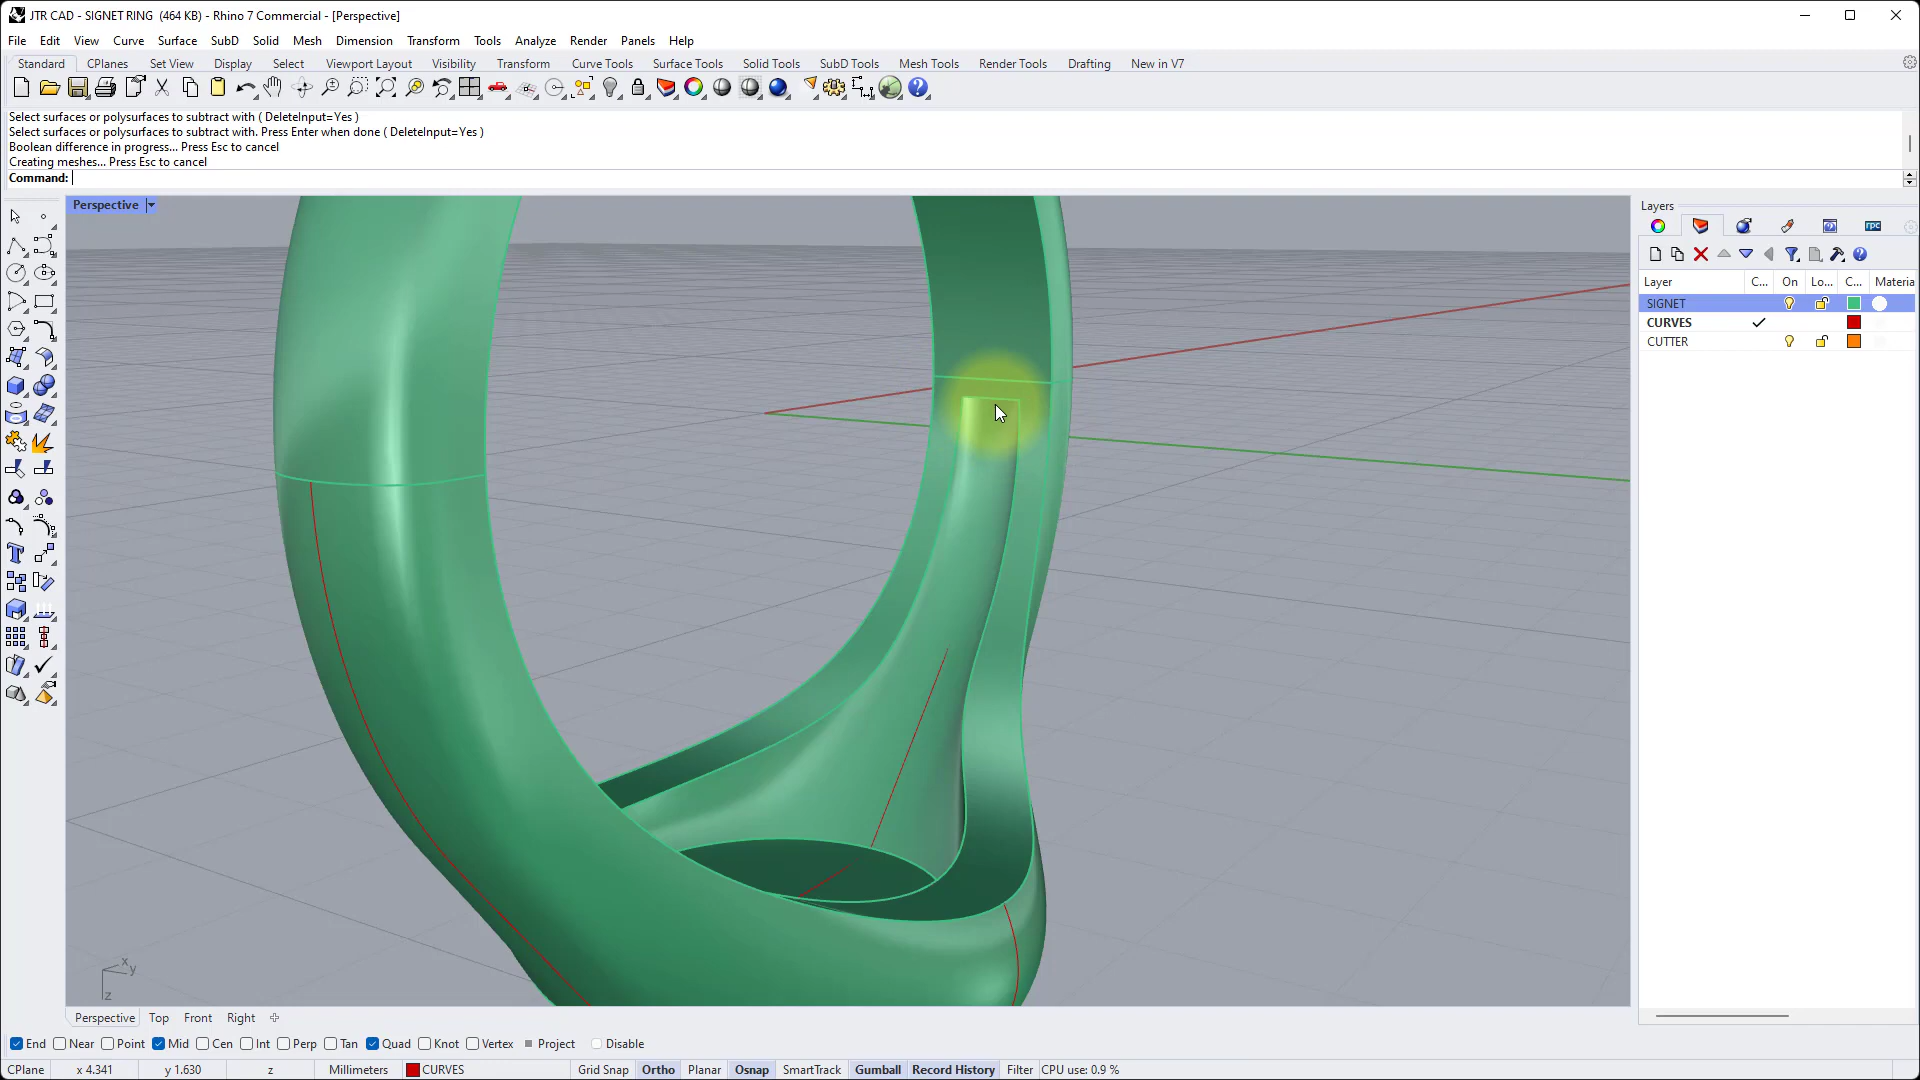 JTR CAD - SIGNET RING (464 KB) - Rhino 7 Commercial - [Perspective]
File Edit View Curve Surface SubD Solid Mesh Dimension Transform Tools Analyze Render Panels Help
Standard CPlanes Set View Display Select Viewport Layout Visibility Transform Curve Tools Surface Tools Solid Tools SubD Tools Mesh Tools Render Tools Drafting New in V7
Select surfaces or polysurfaces to subtract with ( DeleteInput=Yes )
Select surfaces or polysurfaces to subtract with. Press Enter when done ( DeleteInput=Yes )
Boolean difference in progress... Press Esc to cancel
Creating meshes... Press Esc to cancel
Command:
Perspective
Layers
rpc
Layer C... On Lo... C... Materia
SIGNET
CURVES
CUTTER
x y
z
Perspective Top Front Right
End Near Point Mid Cen Int Perp Tan Quad Knot Vertex Project Disable
CPlane x 4.341 y 1.630 z Millimeters CURVES Grid Snap Ortho Planar Osnap SmartTrack Gumball Record History Filter CPU use: 0.9 %